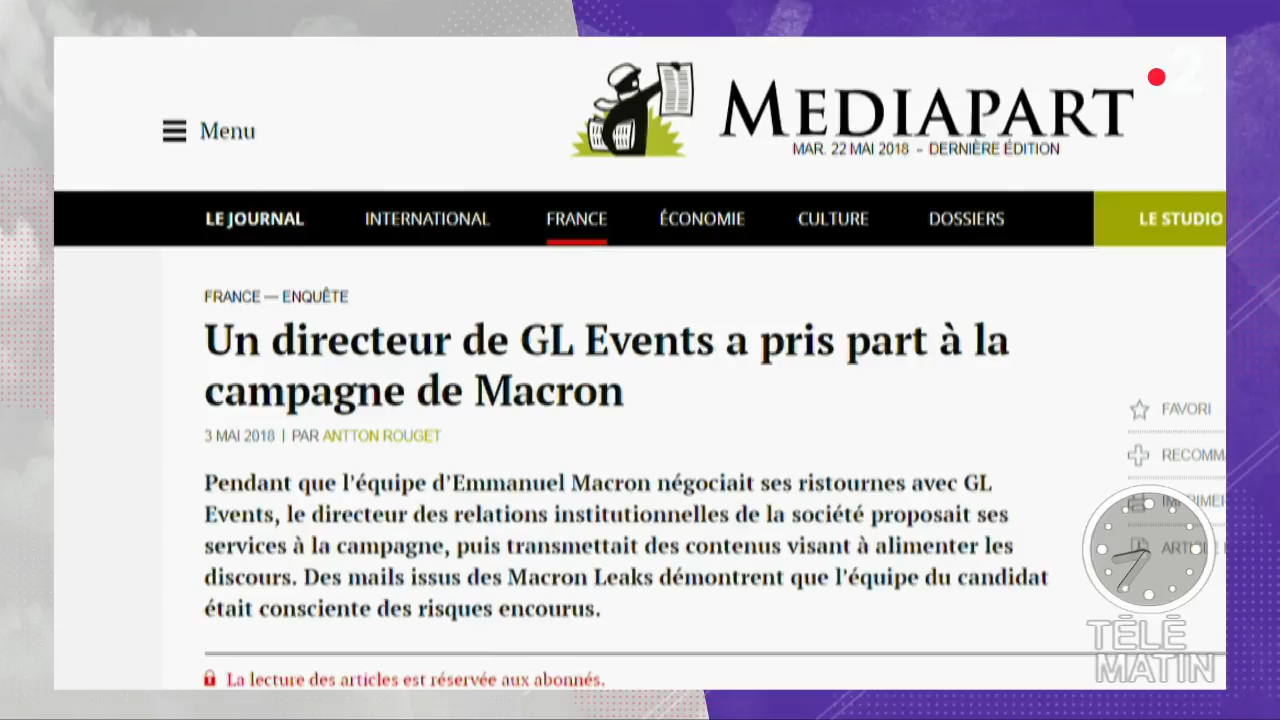 2
Menu
MEDIAPART
MAR. 22 MAI 2018 - DERNIÈRE ÉDITION
LE JOURNAL INTERNATIONAL FRANCE ÉCONOMIE CULTURE DOSSIERS LE STUDIO
FRANCE — ENQUÊTE
Un directeur de GL Events a pris part à la
campagne de Macron
3 MAI 2018 | PAR ANTTON ROUGET
FAVORI
RECOMM
Pendant que l'équipe d'Emmanuel Macron négociait ses ristournes avec GL
Events, le directeur des relations institutionnelles de la société proposait ses
services à la campagne, puis transmettait des contenus visant à alimenter les
discours. Des mails issus des Macron Leaks démontrent que l'équipe du candidat
était consciente des risques encourus.
IMPRIMER
TÉLÉ
MATIN
La lecture des articles est réservée aux abonnés.